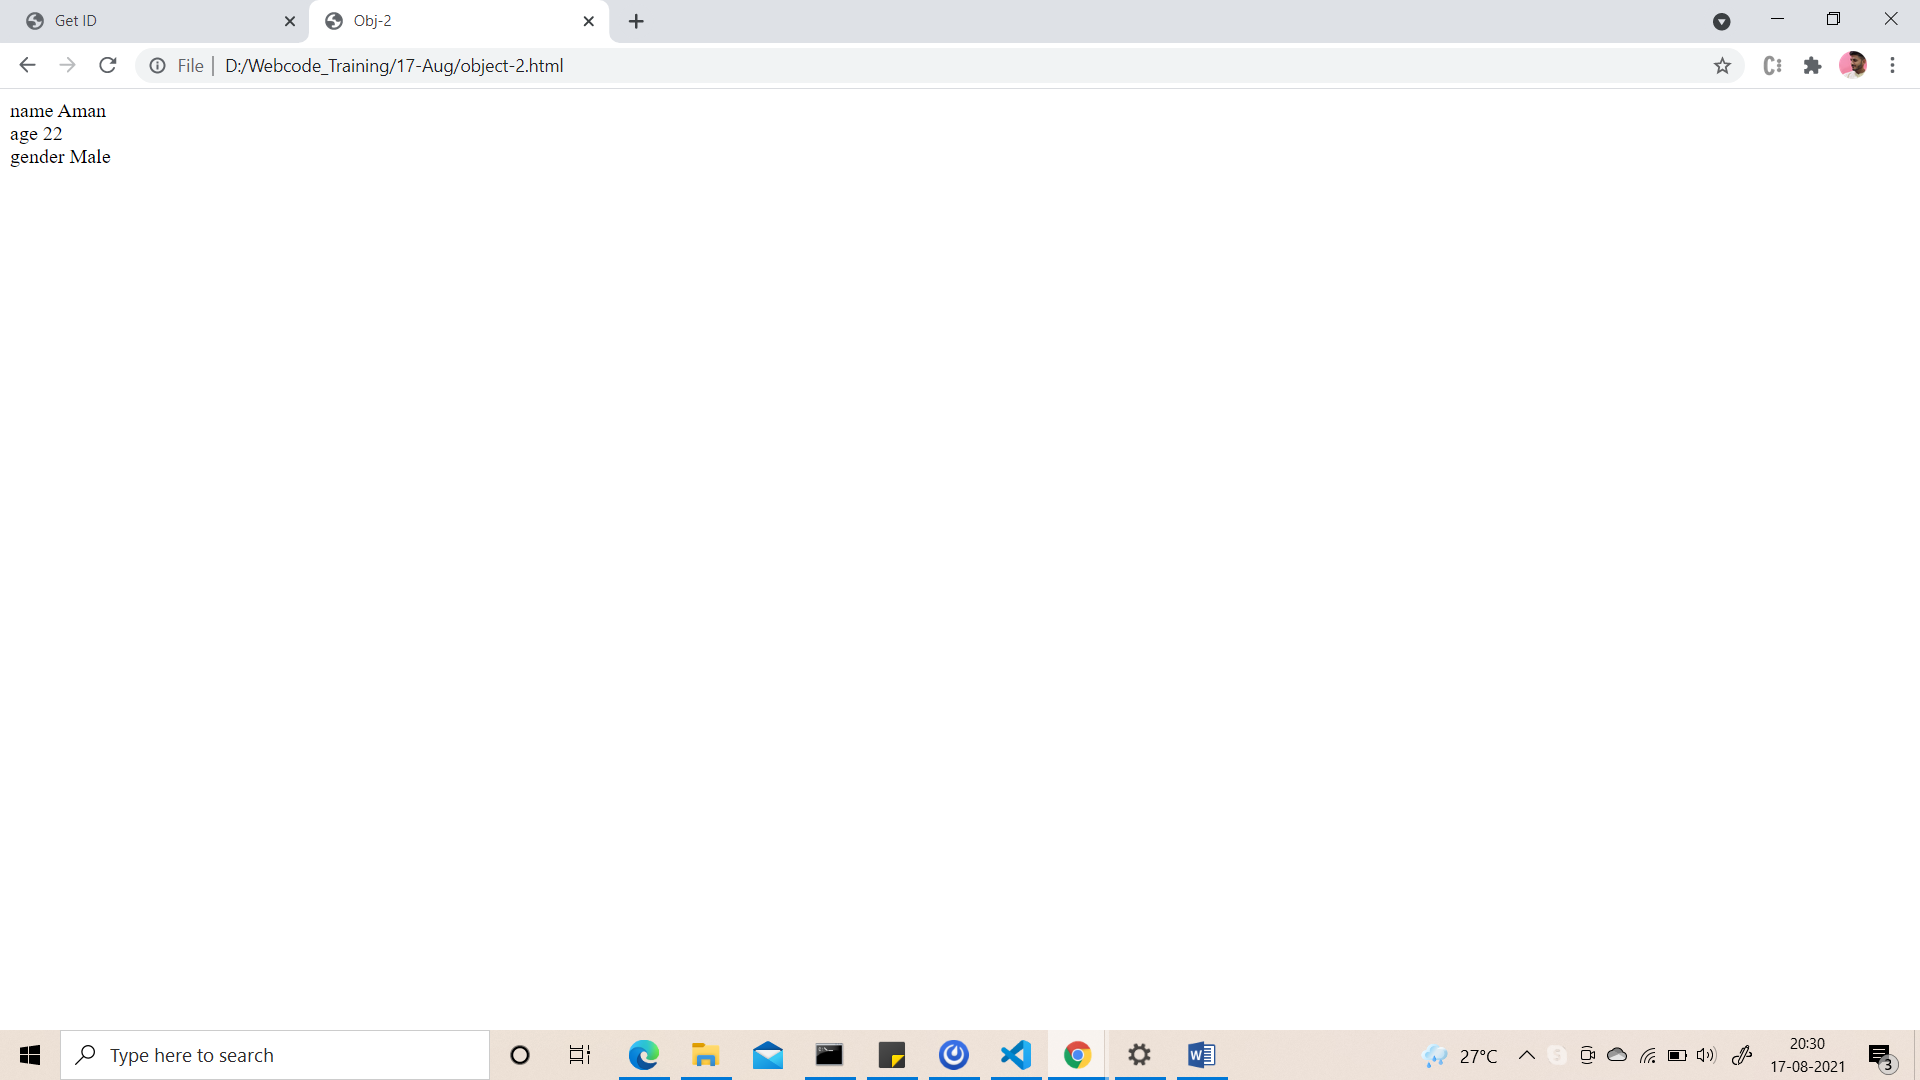 Get ID
Obj-2
File | D:/Webcode_Training/17-Aug/object-2.html
name Aman
age 22
gender Male
Type here to search
27°C
20:30
17-08-2021
3